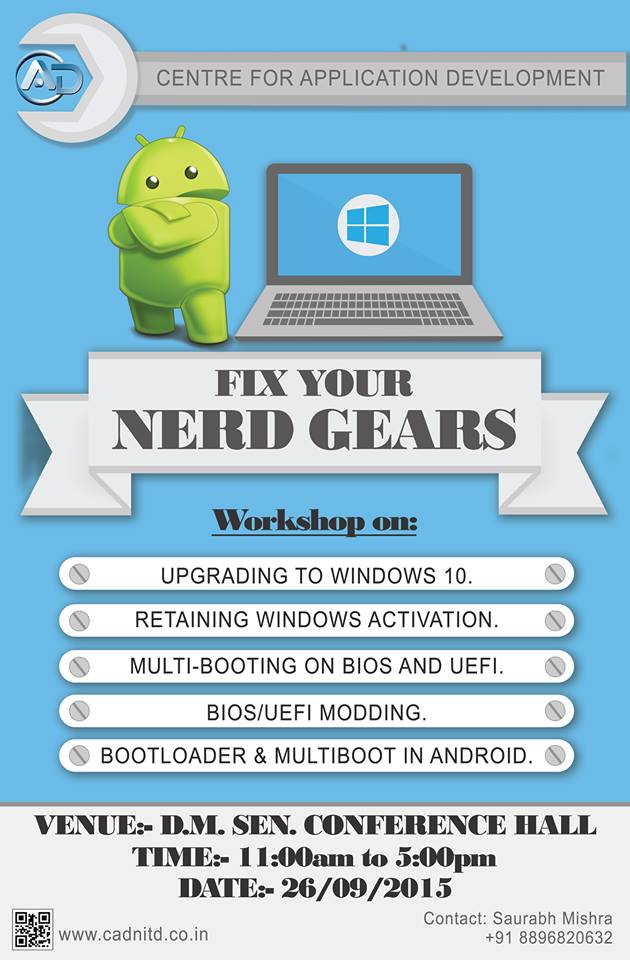 CAD
CENTRE FOR APPLICATION DEVELOPMENT
FIX YOUR
NERD GEARS
Workshop on:
UPGRADING TO WINDOWS 10.
RETAINING WINDOWS ACTIVATION.
MULTI-BOOTING ON BIOS AND UEFI.
BIOS/UEFI MODDING.
BOOTLOADER & MULTIBOOT IN ANDROID.
VENUE:- D.M. SEN. CONFERENCE HALL
TIME:- 11:00am to 5:00pm
DATE:- 26/09/2015
www.cadnitd.co.in
Contact: Saurabh Mishra
+91 8896820632